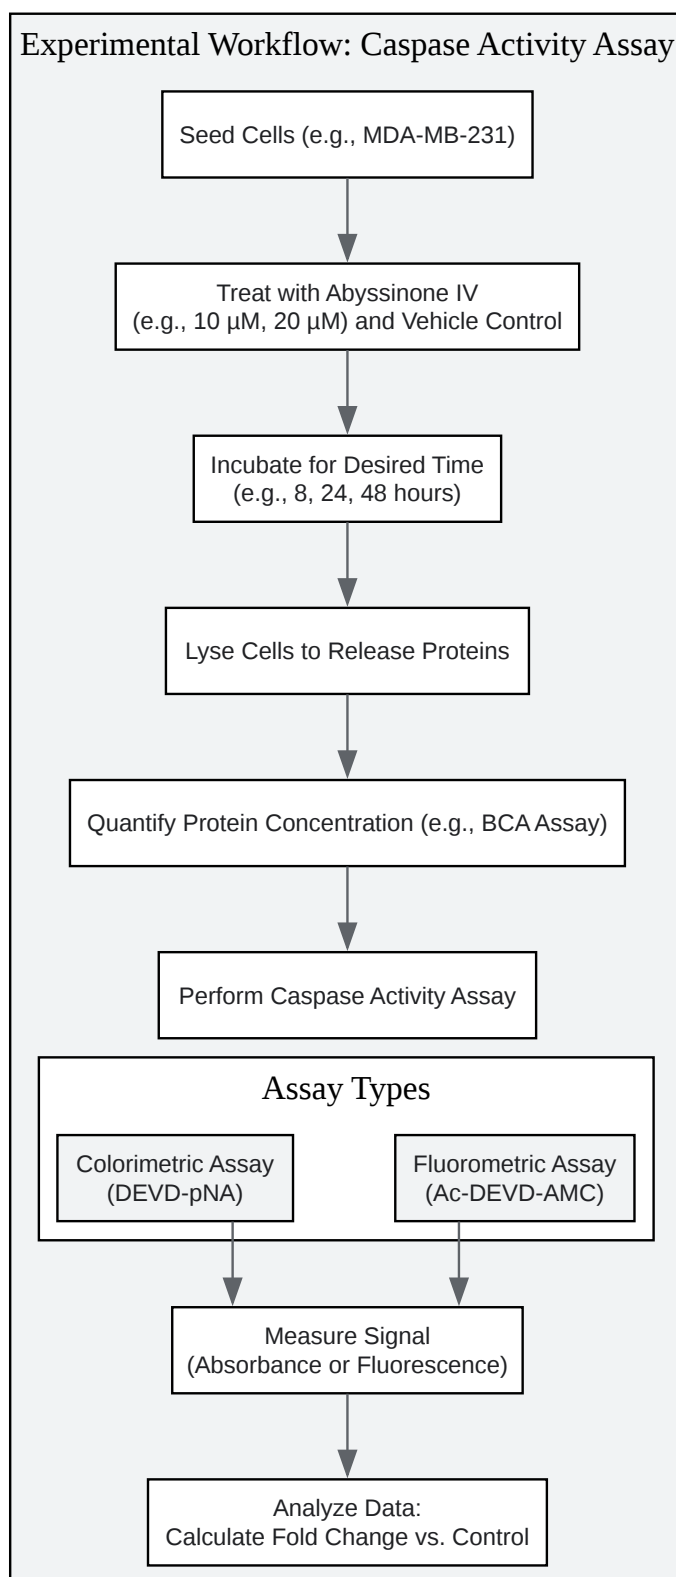 Experimental Workflow: Caspase Activity Assay
Seed Cells (e.g., MDA-MB-231)
Treat with Abyssinone IV
(e.g., 10 µM, 20 µM) and Vehicle Control
Incubate for Desired Time
(e.g., 8, 24, 48 hours)
Lyse Cells to Release Proteins
Quantify Protein Concentration (e.g., BCA Assay)
Perform Caspase Activity Assay
Assay Types
Colorimetric Assay
(DEVD-pNA)
Fluorometric Assay
(Ac-DEVD-AMC)
Measure Signal
(Absorbance or Fluorescence)
Analyze Data:
Calculate Fold Change vs. Control